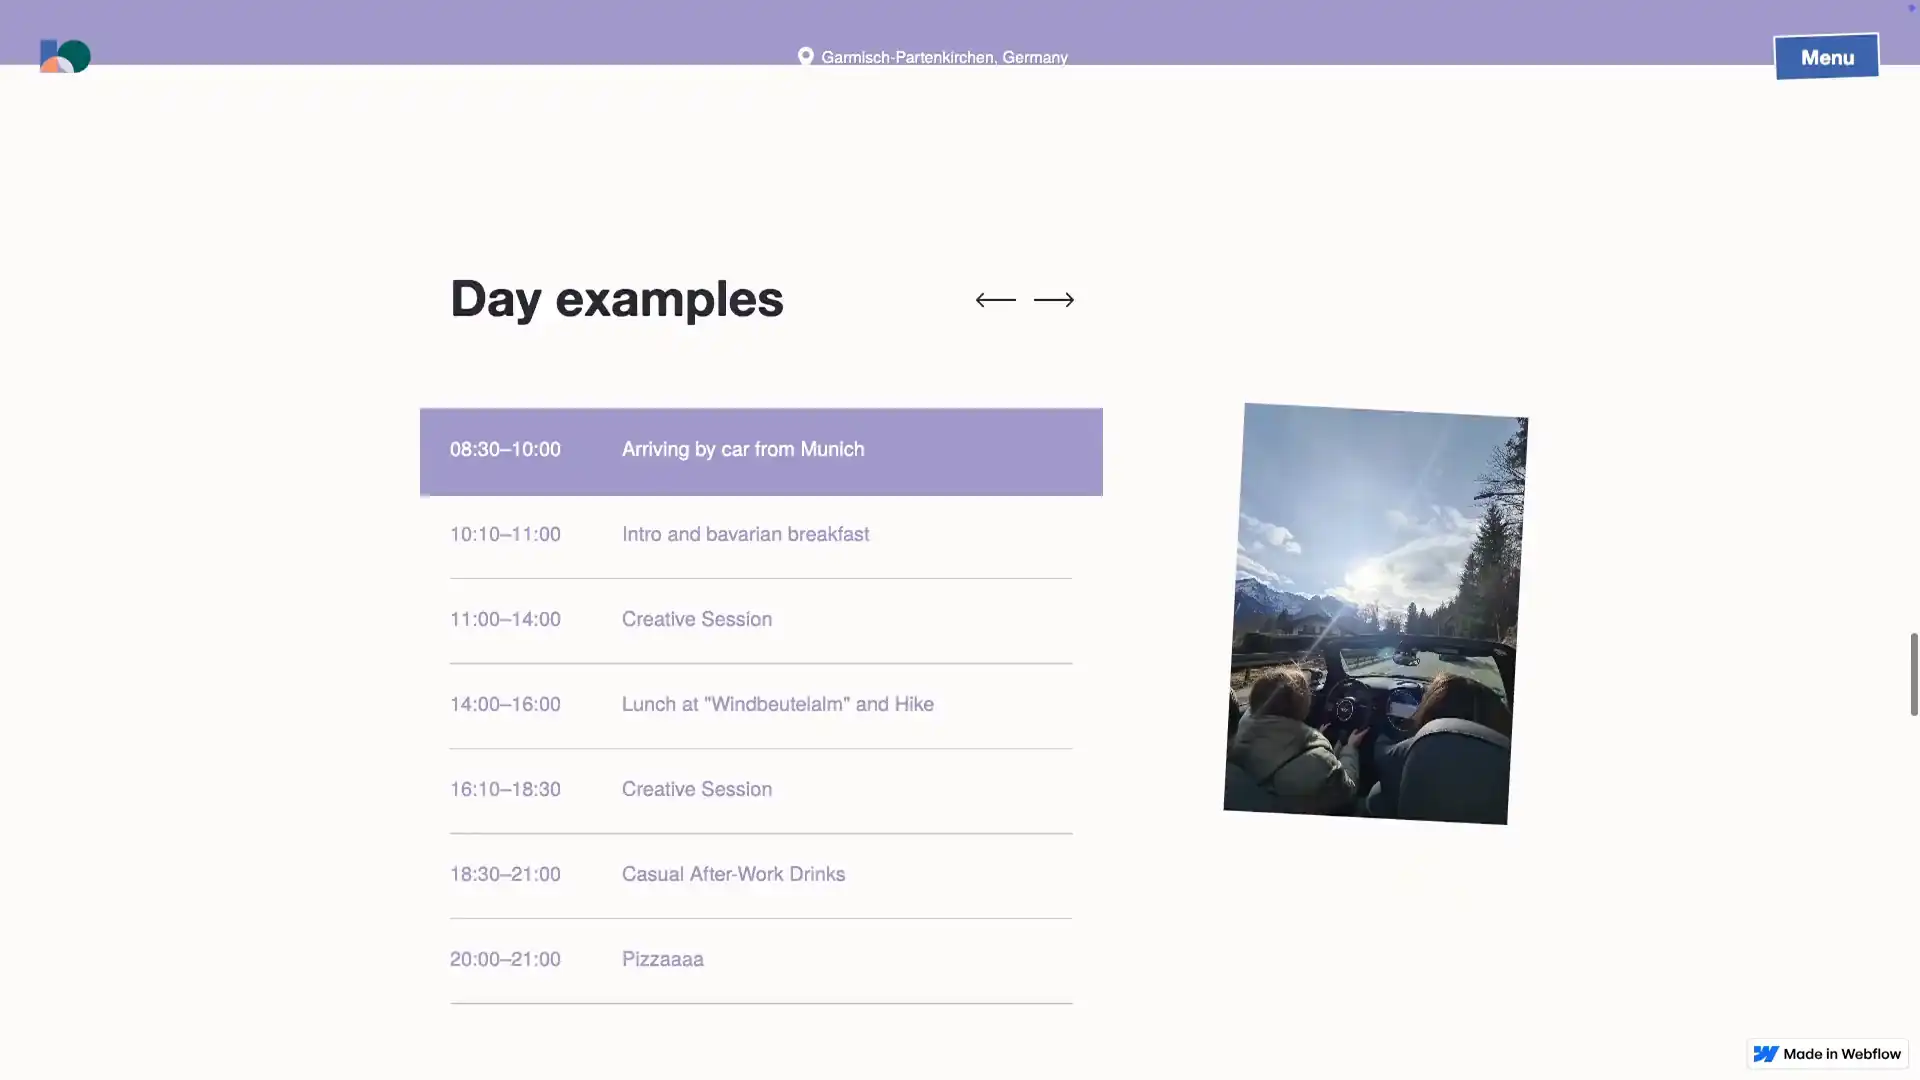 Garmisch-Partenkirchen, Germany
Menu
Day examples
08:30–10:00 Arriving by car from Munich
10:10–11:00 Intro and bavarian breakfast
11:00–14:00 Creative Session
14:00–16:00 Lunch at "Windbeutelalm" and Hike
16:10–18:30 Creative Session
18:30–21:00 Casual After-Work Drinks
20:00–21:00 Pizzaaaa
Made in Webflow